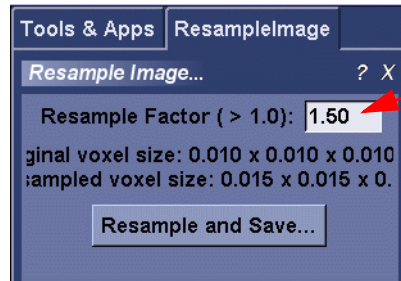 Tools & Apps ResampleImage
Resample Image... ? X
Resample Factor ( > 1.0): 1.50
ginal voxel size: 0.010 x 0.010 x 0.010
sampled voxel size: 0.015 x 0.015 x 0.
Resample and Save...